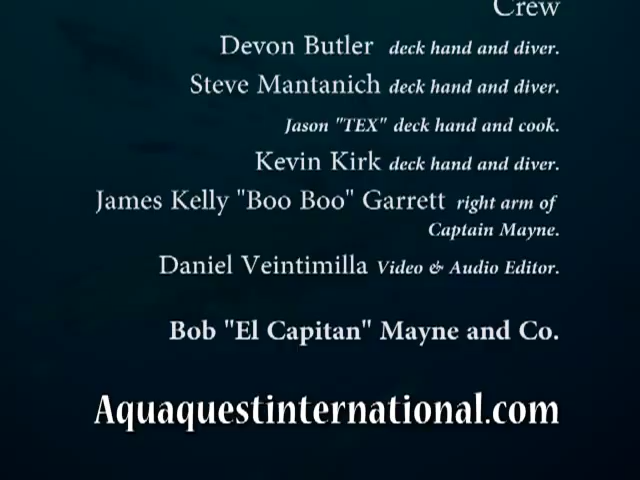 Crew
Devon Butler deck hand and diver.
Steve Mantanich deck hand and diver.
Jason "TEX" deck hand and cook.
Kevin Kirk deck hand and diver.
James Kelly "Boo Boo" Garrett right arm of
Captain Mayne.
Daniel Veintimilla Video & Audio Editor.
Bob "El Capitan" Mayne and Co.
Aquaquestinternational.com